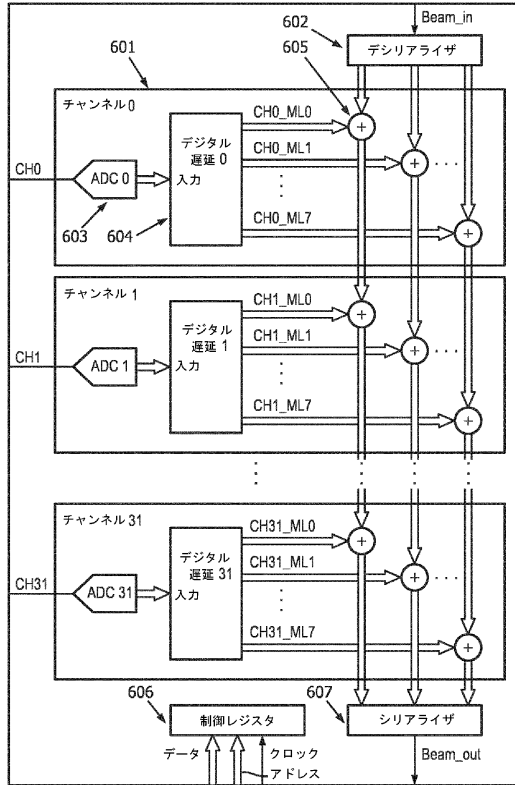 602
Beam_in
デシリアライザ
601
605
チャンネル 0
デジタル
遅延 0
入力
CH0
ADC 0
603
604
CH0_ML0
CH0_ML1
CH0_ML7
+
+
+
チャンネル 1
デジタル
遅延 1
入力
CH1
ADC 1
CH1_ML0
CH1_ML1
CH1_ML7
+
+
+
チャンネル 31
デジタル
遅延 31
入力
CH31
ADC 31
CH31_ML0
CH31_ML1
CH31_ML7
+
+
+
606
制御レジスタ
データ
クロック
アドレス
607
シリアライザ
Beam_out